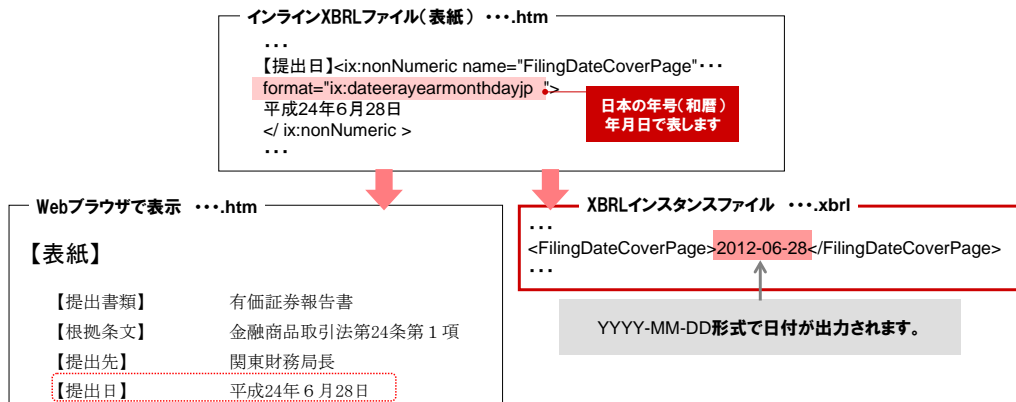 インラインXBRLファイル（表紙） ・・・.htm
・・・
【提出日】<ix:nonNumeric name="FilingDateCoverPage"・・・
format="ix:dateerayearmonthdayjp ">
平成24年６月28日
</ ix:nonNumeric >
・・・
日本の年号（和暦）
年月日で表します
Webブラウザで表示 ・・・.htm
【表紙】
【提出書類】 有価証券報告書
【根拠条文】 金融商品取引法第24条第１項
【提出先】 関東財務局長
【提出日】 平成24年６月28日
XBRLインスタンスファイル ・・・.xbrl
・・・
<FilingDateCoverPage>2012-06-28</FilingDateCoverPage>
・・・
YYYY-MM-DD形式で日付が出力されます。